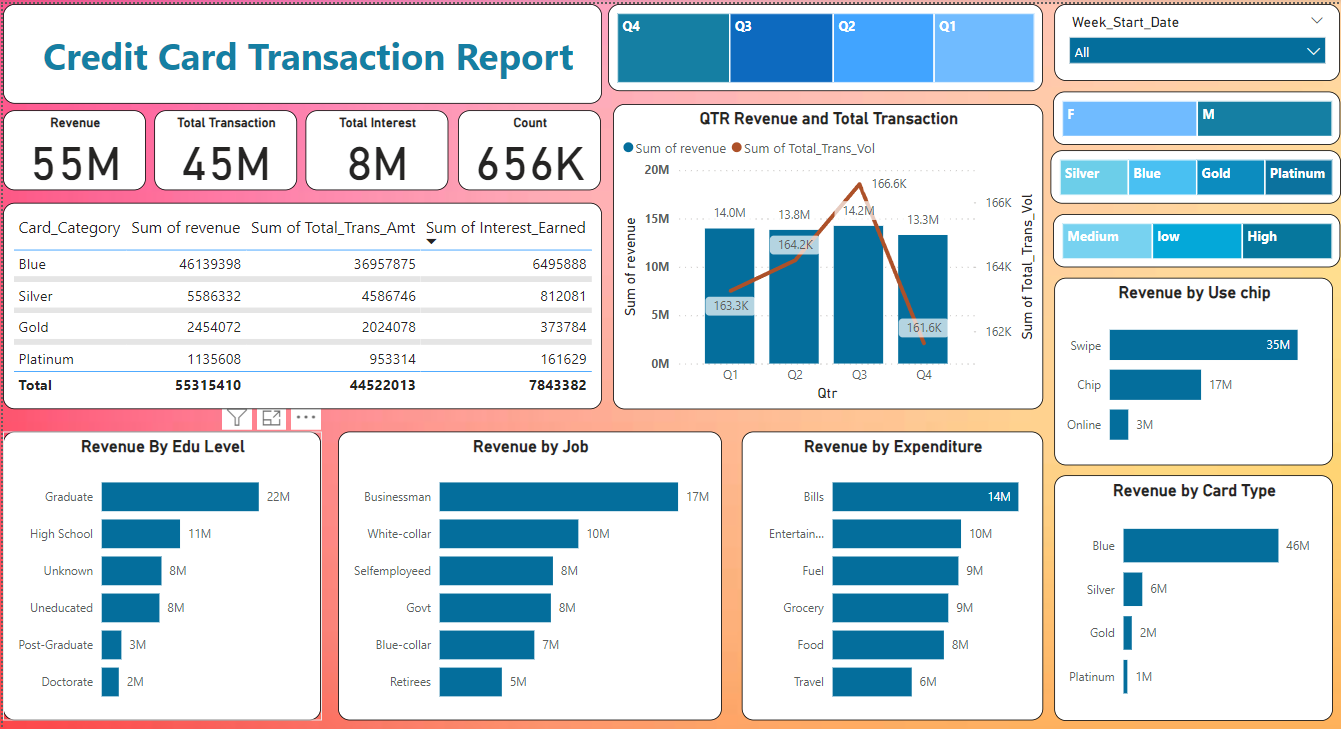 Credit Card Transaction Report
Q4 Q3 Q2 Q1
Week_Start_Date
All
F M
Silver Blue Gold Platinum
Medium low High
Revenue
55M
Total Transaction
45M
Total Interest
8M
Count
656K
Card_Category Sum of revenue Sum of Total_Trans_Amt Sum of Interest_Earned
Blue 46139398 36957875 6495888
Silver 5586332 4586746 812081
Gold 2454072 2024078 373784
Platinum 1135608 953314 161629
Total 55315410 44522013 7843382
QTR Revenue and Total Transaction
Sum of revenue Sum of Total_Trans_Vol
Sum of revenue
20M
15M
10M
5M
0M
14.0M 13.8M 14.2M 13.3M
163.3K 164.2K 166.6K 161.6K
166K
164K
162K
Sum of Total_Trans_Vol
Q1 Q2 Q3 Q4
Qtr
Revenue by Use chip
Swipe 35M
Chip 17M
Online 3M
Revenue By Edu Level
Graduate 22M
High School 11M
Unknown 8M
Uneducated 8M
Post-Graduate 3M
Doctorate 2M
Revenue by Job
Businessman 17M
White-collar 10M
Selfemployeed 8M
Govt 8M
Blue-collar 7M
Retirees 5M
Revenue by Expenditure
Bills 14M
Entertain... 10M
Fuel 9M
Grocery 9M
Food 8M
Travel 6M
Revenue by Card Type
Blue 46M
Silver 6M
Gold 2M
Platinum 1M